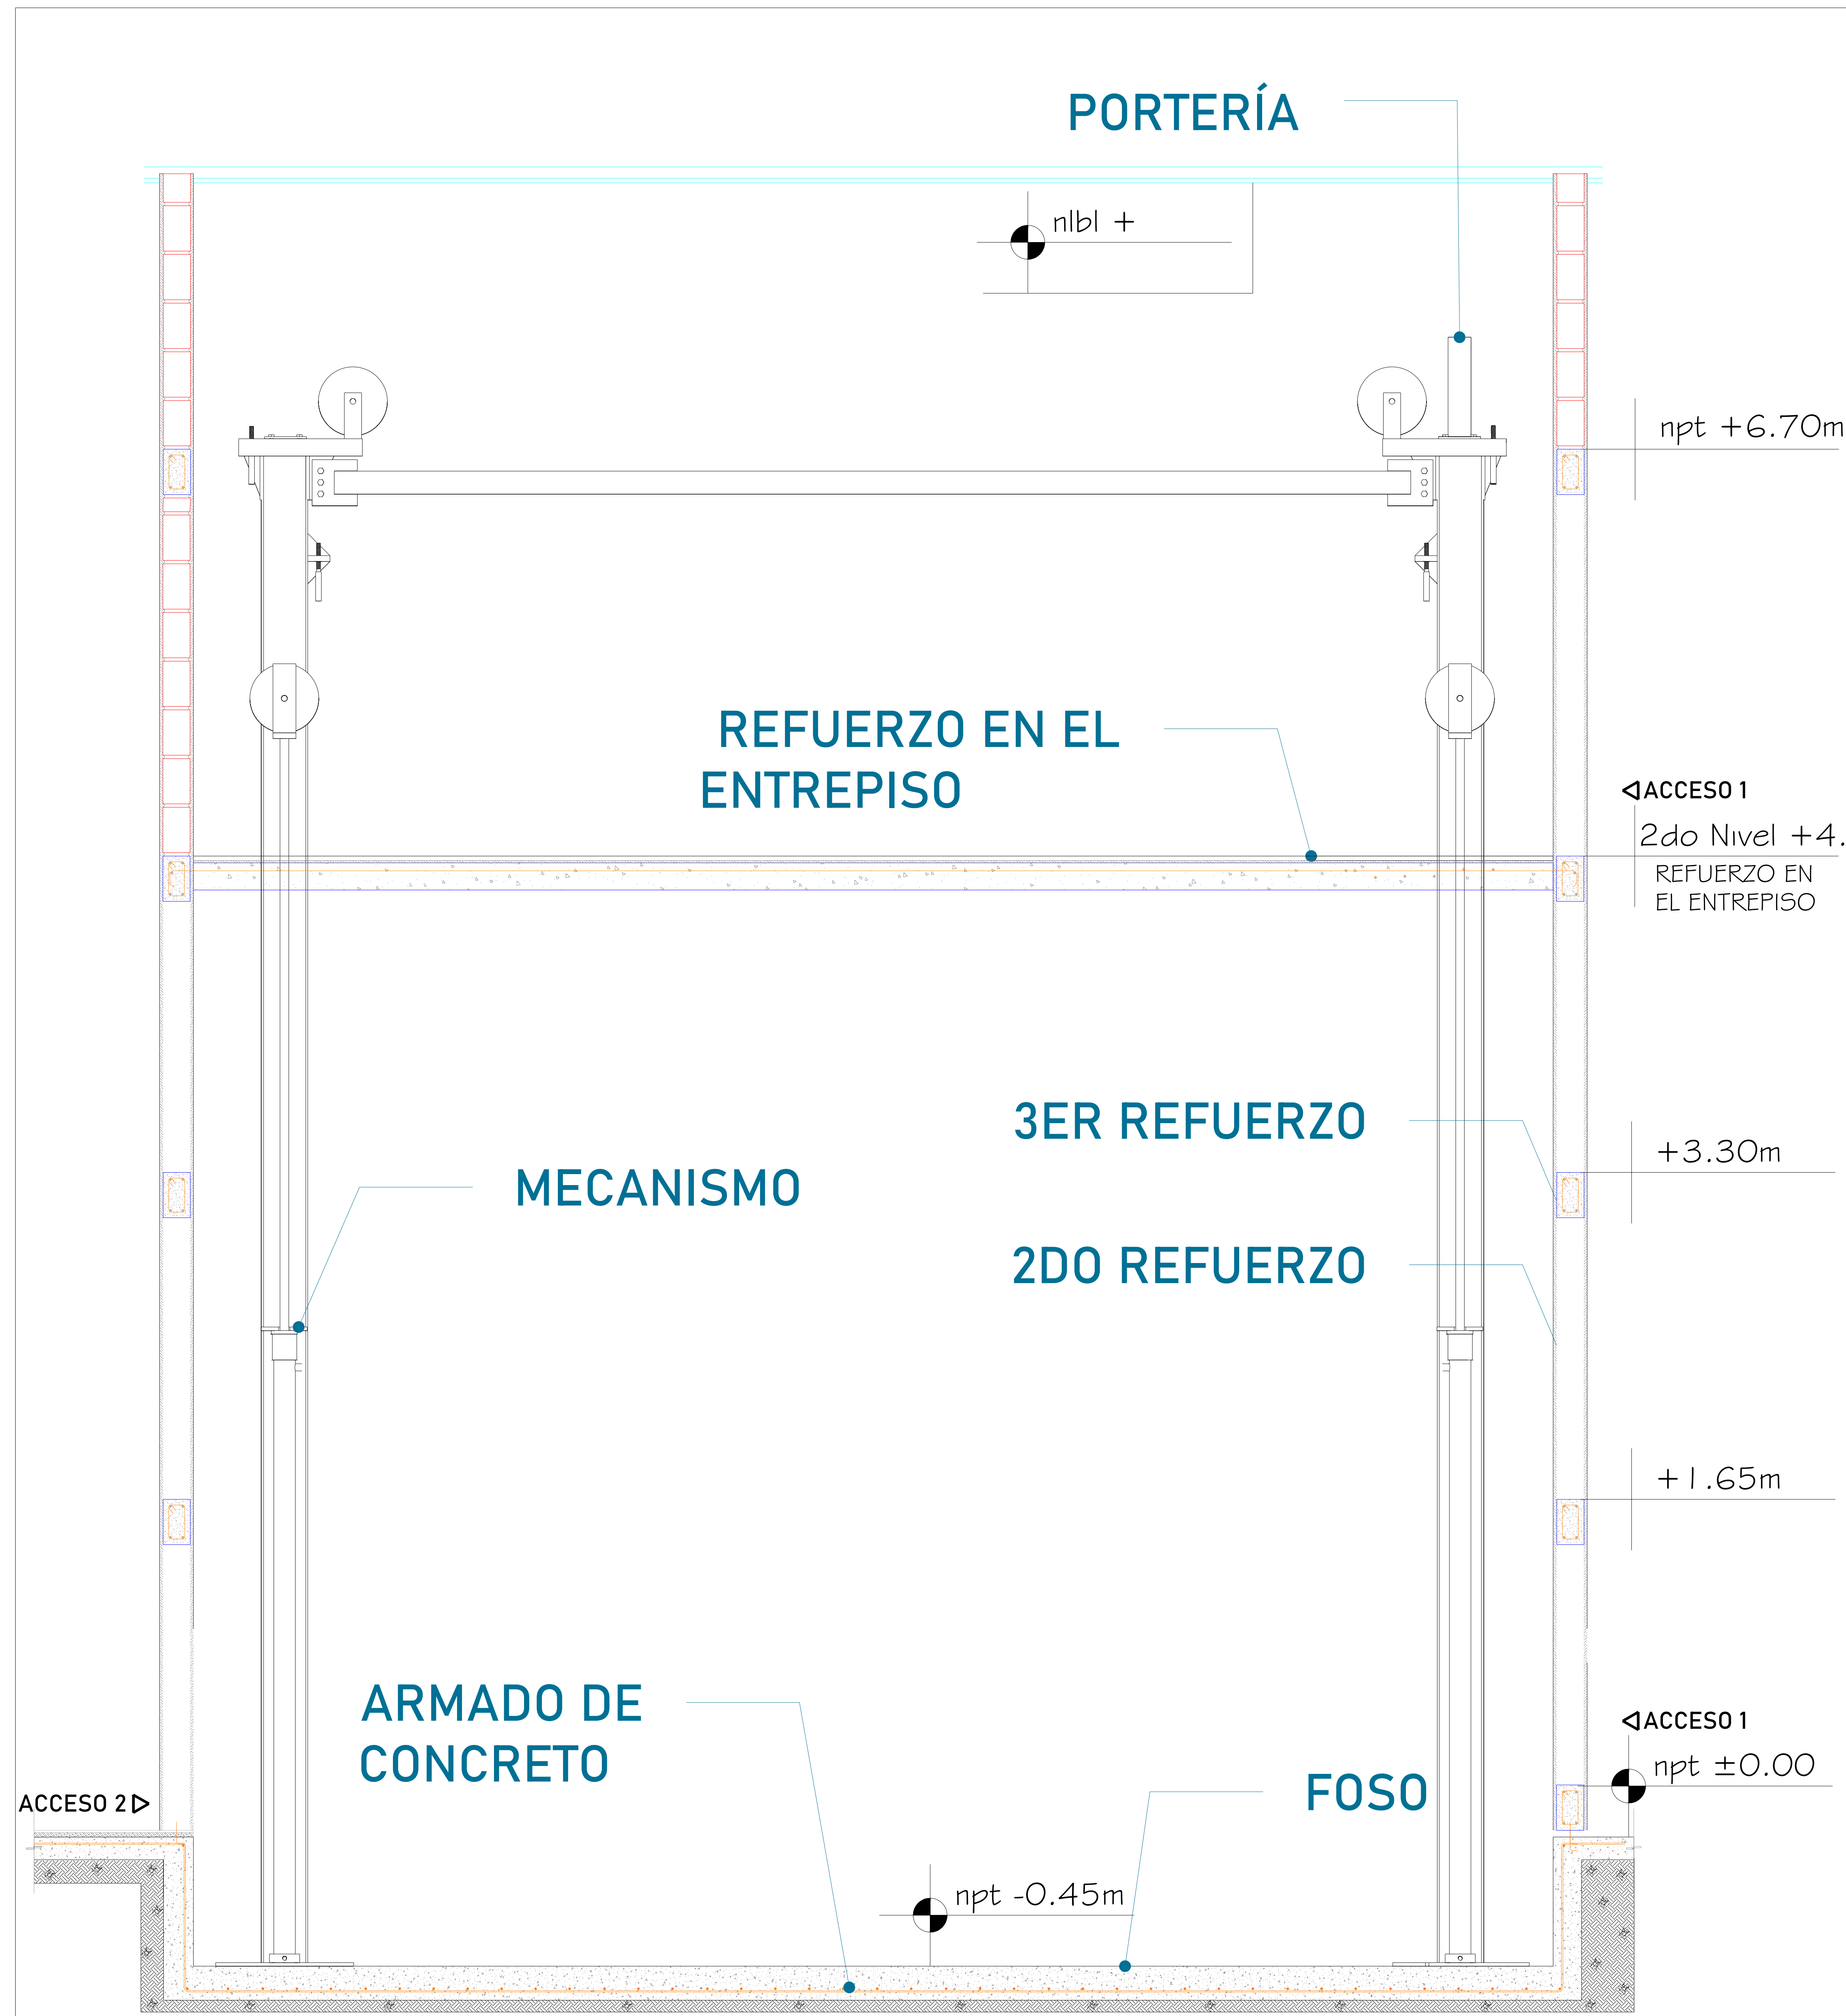 PORTERÍA
nlbl +
npt +6.70m
REFUERZO EN EL
ENTREPISO
ACCESO 1
2do Nivel +4.
REFUERZO EN
EL ENTREPISO
3ER REFUERZO
+3.30m
MECANISMO
2DO REFUERZO
+1.65m
ARMADO DE
CONCRETO
ACCESO 1
npt ±0.00
FOSO
ACCESO 2
npt -0.45m